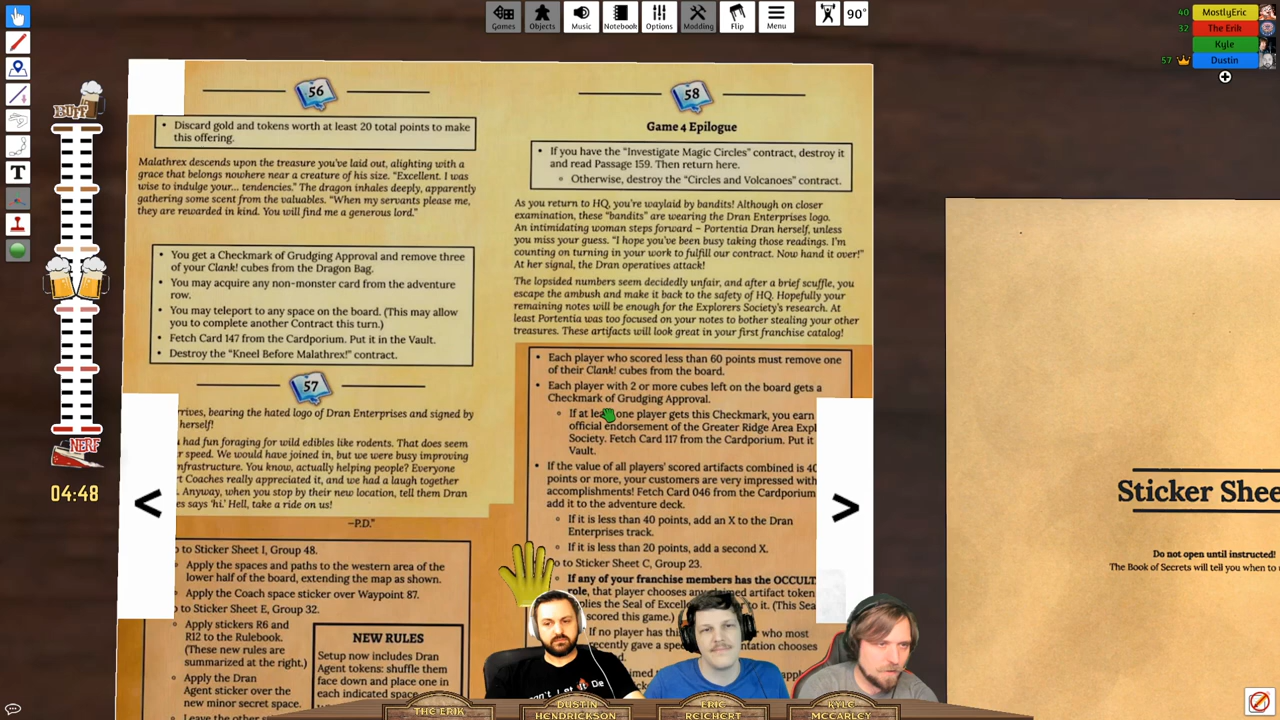 Games
Objects
Music
Notebook
Options
Modding
Flip
Menu
90°
40
MostlyEric
32
The Erik
Kyle
57
Dustin
T
BUFF
NERF
04:48
56
Discard gold and tokens worth at least 20 total points to make
this offering.
Malathrex descends upon the treasure you've laid out, alighting with a
grace that belongs nowhere near a creature of his size. "Excellent. I was
wise to indulge your... tendencies." The dragon inhales deeply, apparently
gathering some scent from the valuables. "When my servants please me,
they are rewarded in kind. You will find me a generous lord."
You get a Checkmark of Grudging Approval and remove three
of your Clank! cubes from the Dragon Bag.
You may acquire any non-monster card from the adventure
row.
You may teleport to any space on the board. (This may allow
you to complete another Contract this turn.)
Fetch Card 147 from the Cardporium. Put it in the Vault.
Destroy the "Kneel Before Malathrex!" contract.
57
bearing the hated logo of Dran Enterprises and signed by
herself!
had fun foraging for wild edibles like rodents. That does seem
speed. We would have joined in, but we were busy improving
infrastructure. You know, actually helping people? Everyone
Coaches really appreciated it, and we had a laugh together
Anyway, when you stop by their new location, tell them Dran
says 'hi.' Hell, take a ride on us!
–P.D."
to Sticker Sheet I, Group 48.
Apply the spaces and paths to the western area of the
lower half of the board, extending the map as shown.
Apply the Coach space sticker over Waypoint 87.
to Sticker Sheet E, Group 32.
Apply stickers R6 and
R12 to the Rulebook.
(These new rules are
summarized at the right.)
Apply the Dran
Agent sticker over the
new minor secret space.
Leave the other
NEW RULES
Setup now includes Dran
Agent tokens: shuffle them
face down and place one in
each indicated space
58
Game 4 Epilogue
If you have the "Investigate Magic Circles" contract, destroy it
and read Passage 159. Then return here.
Otherwise, destroy the "Circles and Volcanoes" contract.
As you return to HQ, you're waylaid by bandits! Although on closer
examination, these "bandits" are wearing the Dran Enterprises logo.
An intimidating woman steps forward – Portentia Dran herself, unless
you miss your guess. "I hope you've been busy taking those readings. I'm
counting on turning in your work to fulfill our contract. Now hand it over!"
At her signal, the Dran operatives attack!
The lopsided numbers seem decidedly unfair, and after a brief scuffle, you
escape the ambush and make it back to the safety of HQ. Hopefully your
remaining notes will be enough for the Explorers Society's research. At
least Portentia was too focused on your notes to bother stealing your other
treasures. These artifacts will look great in your first franchise catalog!
Each player who scored less than 60 points must remove one
of their Clank! cubes from the board.
Each player with 2 or more cubes left on the board gets a
Checkmark of Grudging Approval.
If at least one player gets this Checkmark, you earn
official endorsement of the Greater Ridge Area
Society. Fetch Card 117 from the Cardporium. Put it
Vault.
If the value of all players' scored artifacts combined is
points or more, your customers are very impressed with
accomplishments! Fetch Card 046 from the Cardporium
add it to the adventure deck.
If it is less than 40 points, add an X to the Dran
Enterprises track.
If it is less than 20 points, add a second X.
to Sticker Sheet C, Group 23.
If any of your franchise members has the OCCULT
role, that player chooses any claimed artifact token
applies the Seal of to it. (This
scored this game.)
If no player has this who most
recently gave a chooses
Sticker
Do not open until instructed!
The Book of Secrets will tell you when to
THE ERIK
DUSTIN
HENDRICKSON
ERIC
REICHERT
KYLE
MCCARLEY